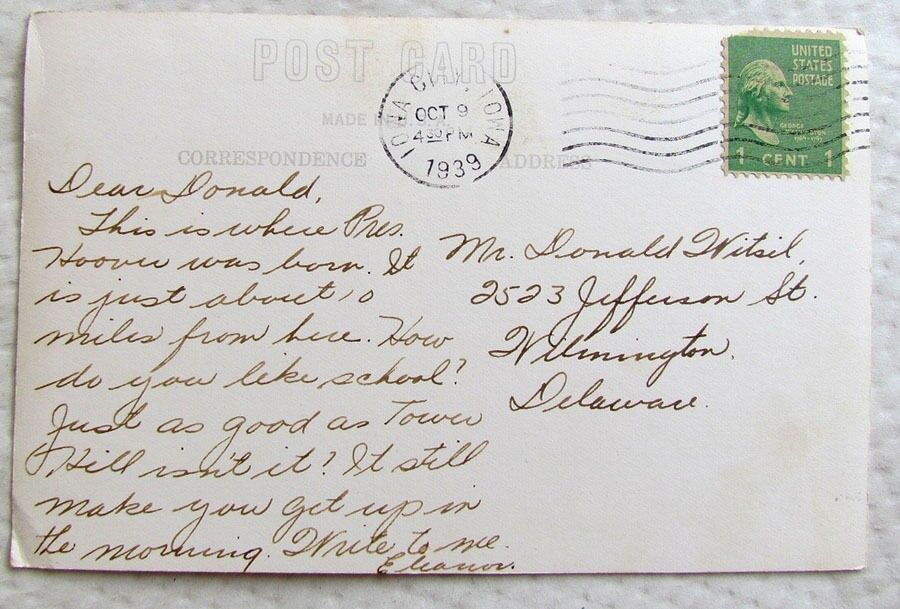 POST CARD
IOWA CITY, IOWA
OCT 9
4 30 PM
1939
MADE IN U.S.A.
UNITED
STATES
POSTAGE
GEORGE
WASHINGTON
1 CENT 1
CORRESPONDENCE
ADDRESS
Dear Donald,
This is where Pres.
Hoover was born. It
is just about 10
miles from here. How
do you like school?
Just as good as Tower
Hill isn't it? It still
make you get up in
the morning. Write to me.
Eleanor.
Mr. Donald Witsil,
2523 Jefferson St.
Wilmington.
Delaware.